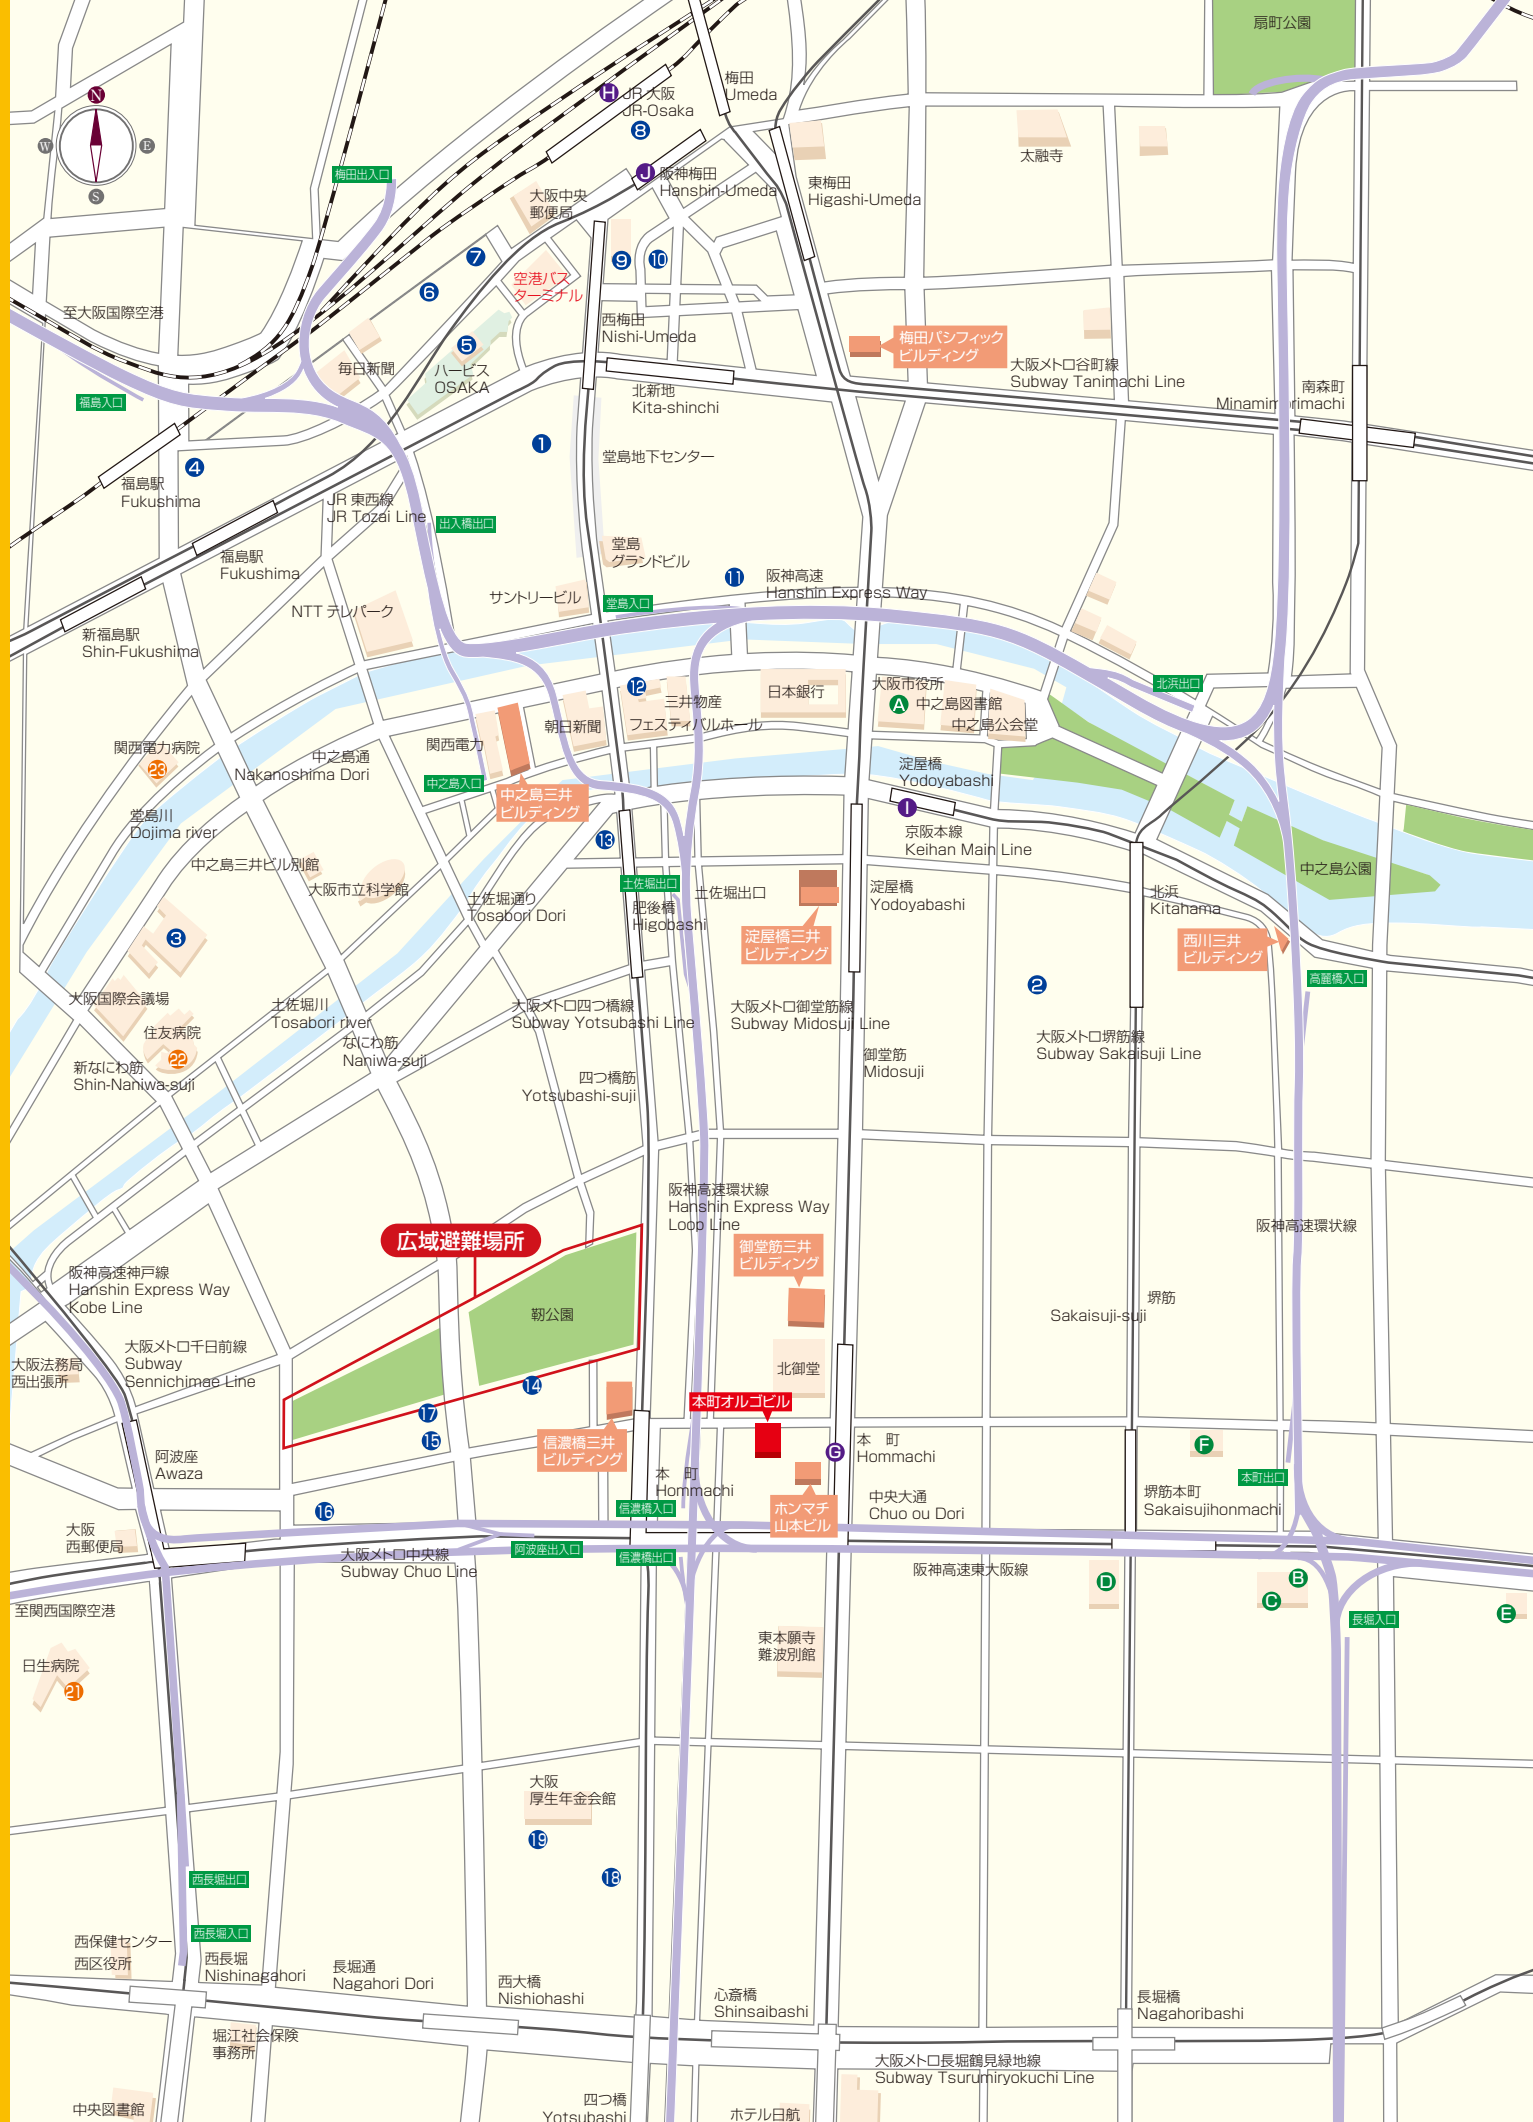 扇町公園
N
W
E
S
梅田出入口
H
JR 大阪
JR-Osaka
8
梅田
Umeda
太融寺
J
阪神梅田
Hanshin-Umeda
東梅田
Higashi-Umeda
大阪中央
郵便局
7
9
10
空港バス
ターミナル
6
至大阪国際空港
西梅田
Nishi-Umeda
5
毎日新聞
ハービス
OSAKA
梅田パシフィック
ビルディング
大阪メトロ谷町線
Subway Tanimachi Line
南森町
Minamimorimachi
福島入口
北新地
Kita-shinchi
1
堂島地下センター
4
福島駅
Fukushima
JR 東西線
JR Tozai Line
出入橋出口
福島駅
Fukushima
堂島
グランドビル
11
阪神高速
Hanshin Express Way
サントリービル
堂島入口
NTT テレパーク
新福島駅
Shin-Fukushima
12
三井物産
フェスティバルホール
日本銀行
大阪市役所
A
中之島図書館
中之島公会堂
北浜出口
朝日新聞
関西電力
関西電力病院
23
中之島通
Nakanoshima Dori
中之島入口
中之島三井
ビルディング
淀屋橋
Yodoyabashi
I
京阪本線
Keihan Main Line
堂島川
Dojima river
13
中之島三井ビル別館
大阪市立科学館
土佐堀通り
Tosabori Dori
土佐堀出口
肥後橋
Higobashi
土佐堀出口
淀屋橋
Yodoyabashi
中之島公園
北浜
Kitahama
淀屋橋三井
ビルディング
西川三井
ビルディング
3
高麗橋入口
2
大阪国際会議場
土佐堀川
Tosabori river
大阪メトロ四つ橋線
Subway Yotsubashi Line
大阪メトロ御堂筋線
Subway Midosuji Line
住友病院
22
なにわ筋
Naniwa-suji
御堂筋
Midosuji
大阪メトロ堺筋線
Subway Sakaisuji Line
新なにわ筋
Shin-Naniwa-suji
四つ橋筋
Yotsubashi-suji
阪神高速環状線
Hanshin Express Way
Loop Line
阪神高速環状線
広域避難場所
御堂筋三井
ビルディング
阪神高速神戸線
Hanshin Express Way
Kobe Line
靭公園
堺筋
Sakaisuji-suji
大阪メトロ千日前線
Subway
Sennichimae Line
大阪法務局
西出張所
北御堂
14
本町オルゴビル
17
15
信濃橋三井
ビルディング
G
本 町
Hommachi
F
阿波座
Awaza
本 町
Hommachi
本町出口
堺筋本町
Sakaisujihonmachi
16
信濃橋入口
ホンマチ
山本ビル
中央大通
Chuo ou Dori
大阪
西郵便局
阿波座出入口
信濃橋出口
大阪メトロ中央線
Subway Chuo Line
阪神高速東大阪線
D
B
C
E
至関西国際空港
長堀入口
日生病院
21
東本願寺
難波別館
大阪
厚生年金会館
19
18
西長堀出口
西長堀入口
西保健センター
西区役所
西長堀
Nishinagahori
長堀通
Nagahori Dori
西大橋
Nishiohashi
心斎橋
Shinsaibashi
長堀橋
Nagahoribashi
堀江社会保険
事務所
大阪メトロ長堀鶴見緑地線
Subway Tsurumiryokuchi Line
中央図書館
四つ橋
Yotsubashi
ホテル日航